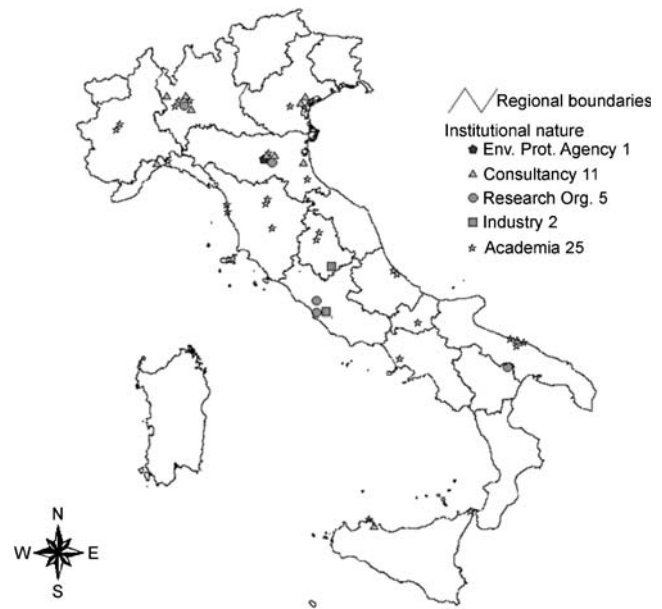 Regional boundaries
Institutional nature
Env. Prot. Agency 1
Consultancy 11
Research Org. 5
Industry 2
Academia 25
N
W E
S